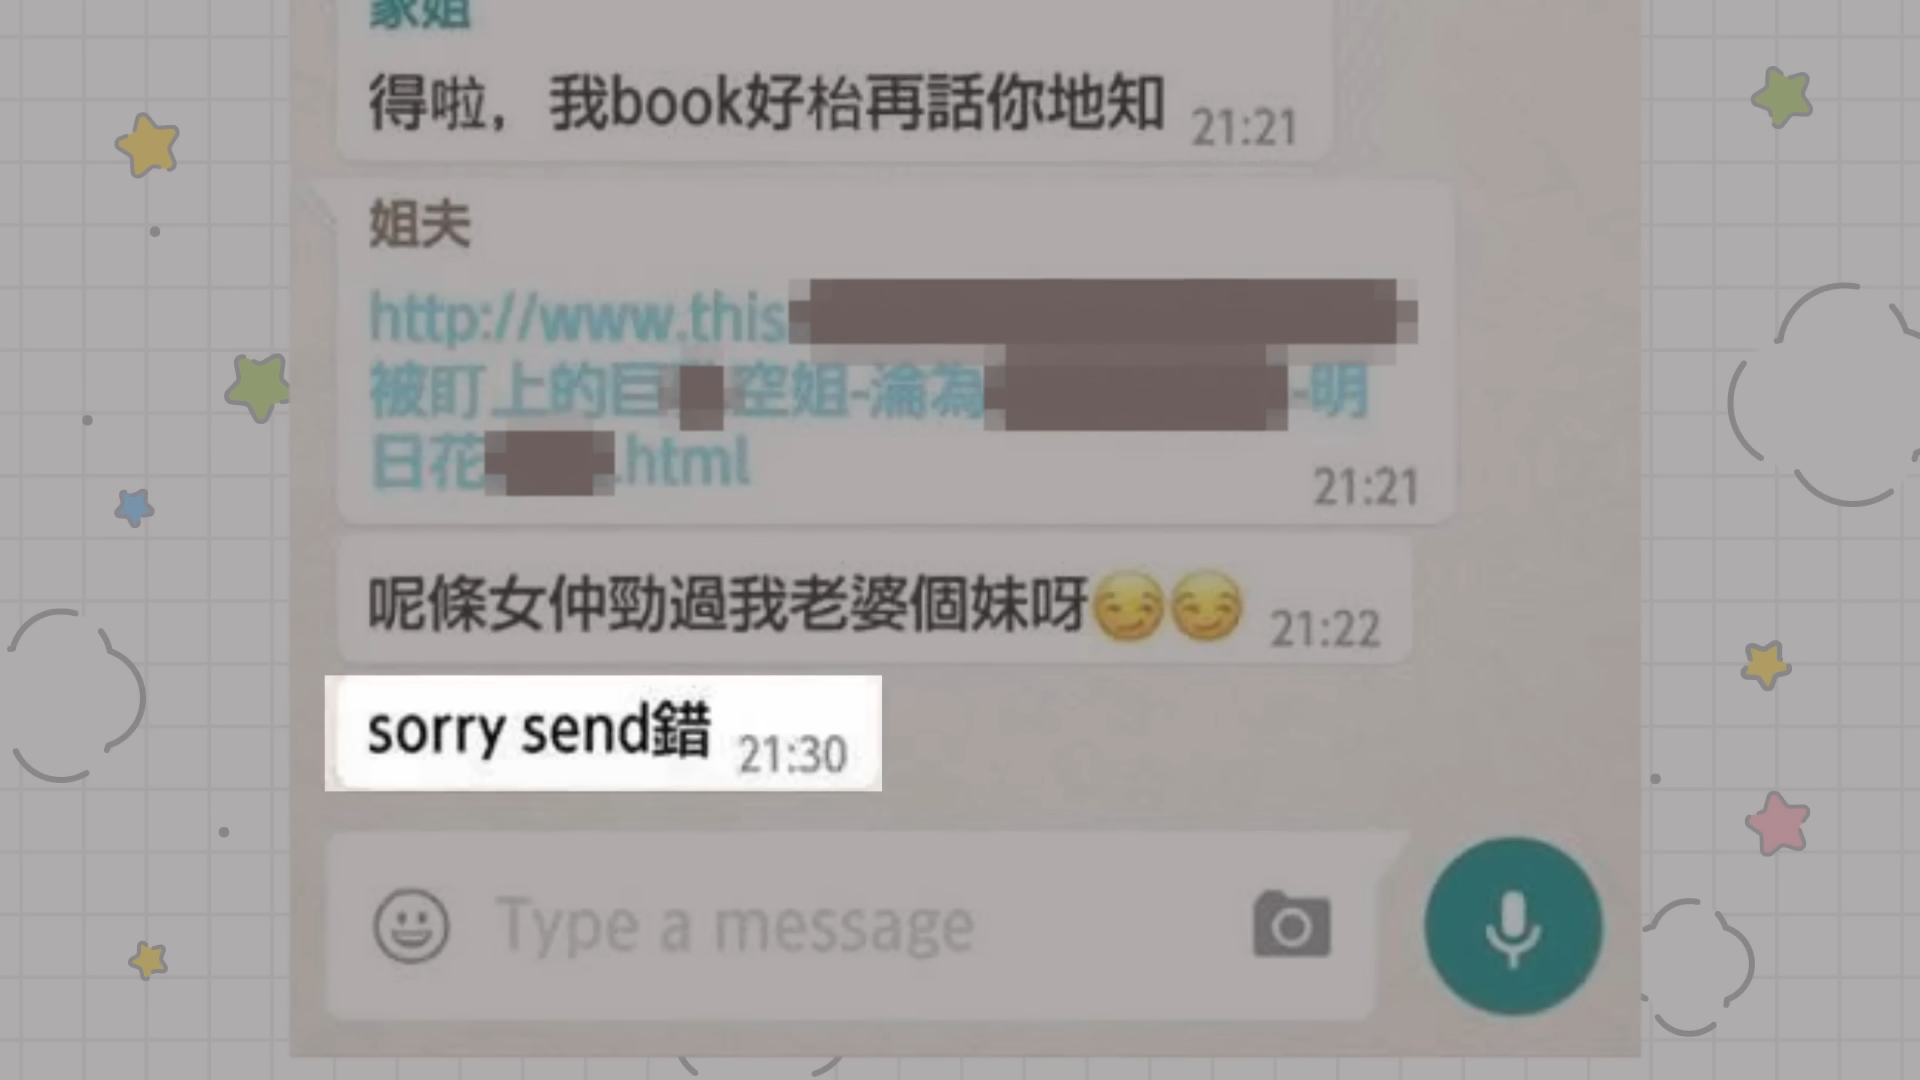 家姐
得啦，我book好枱再話你地知 21:21
姐夫
http://www.this
被盯上的巨 空姐-淪為 -明
日花 .html
21:21
呢條女仲勁過我老婆個妹呀😏😏 21:22
sorry send錯 21:30
Type a message